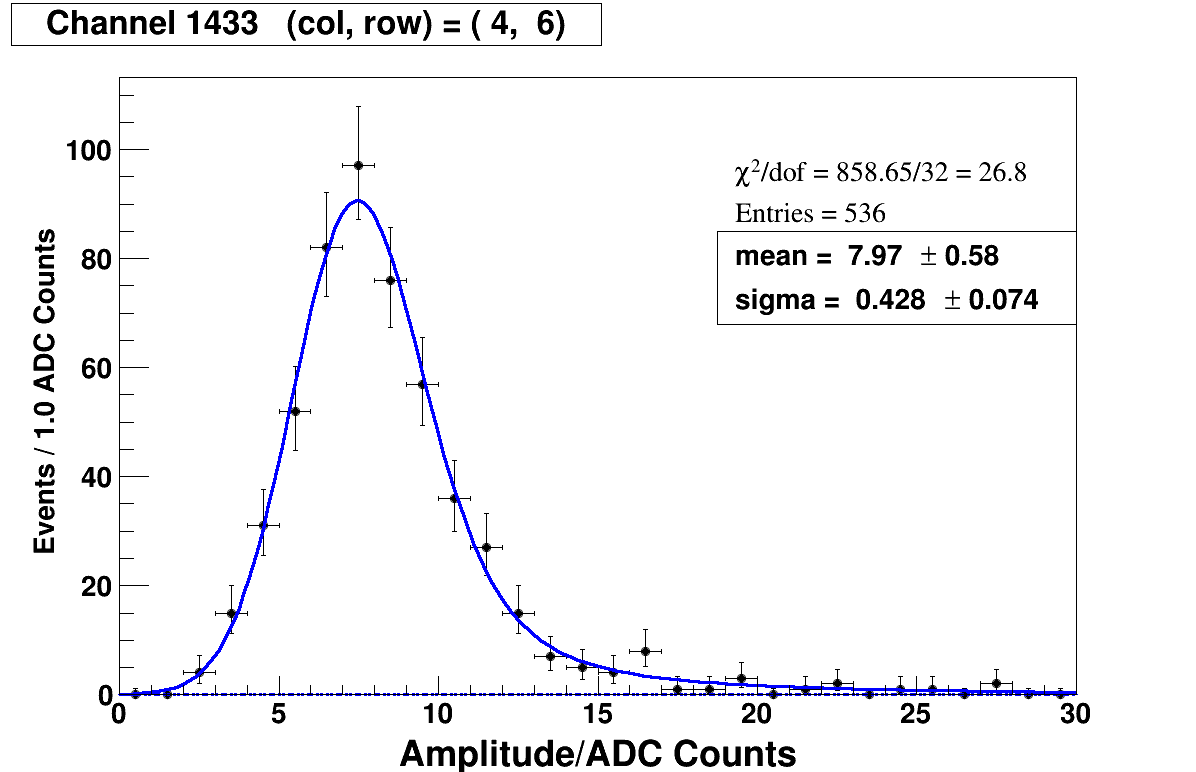 Channel 1433 (col, row) = ( 4, 6)
χ²/dof = 858.65/32 = 26.8
Entries = 536
mean = 7.97 ± 0.58
sigma = 0.428 ± 0.074
Events / 1.0 ADC Counts
100
80
60
40
20
0
0 5 10 15 20 25 30
Amplitude/ADC Counts